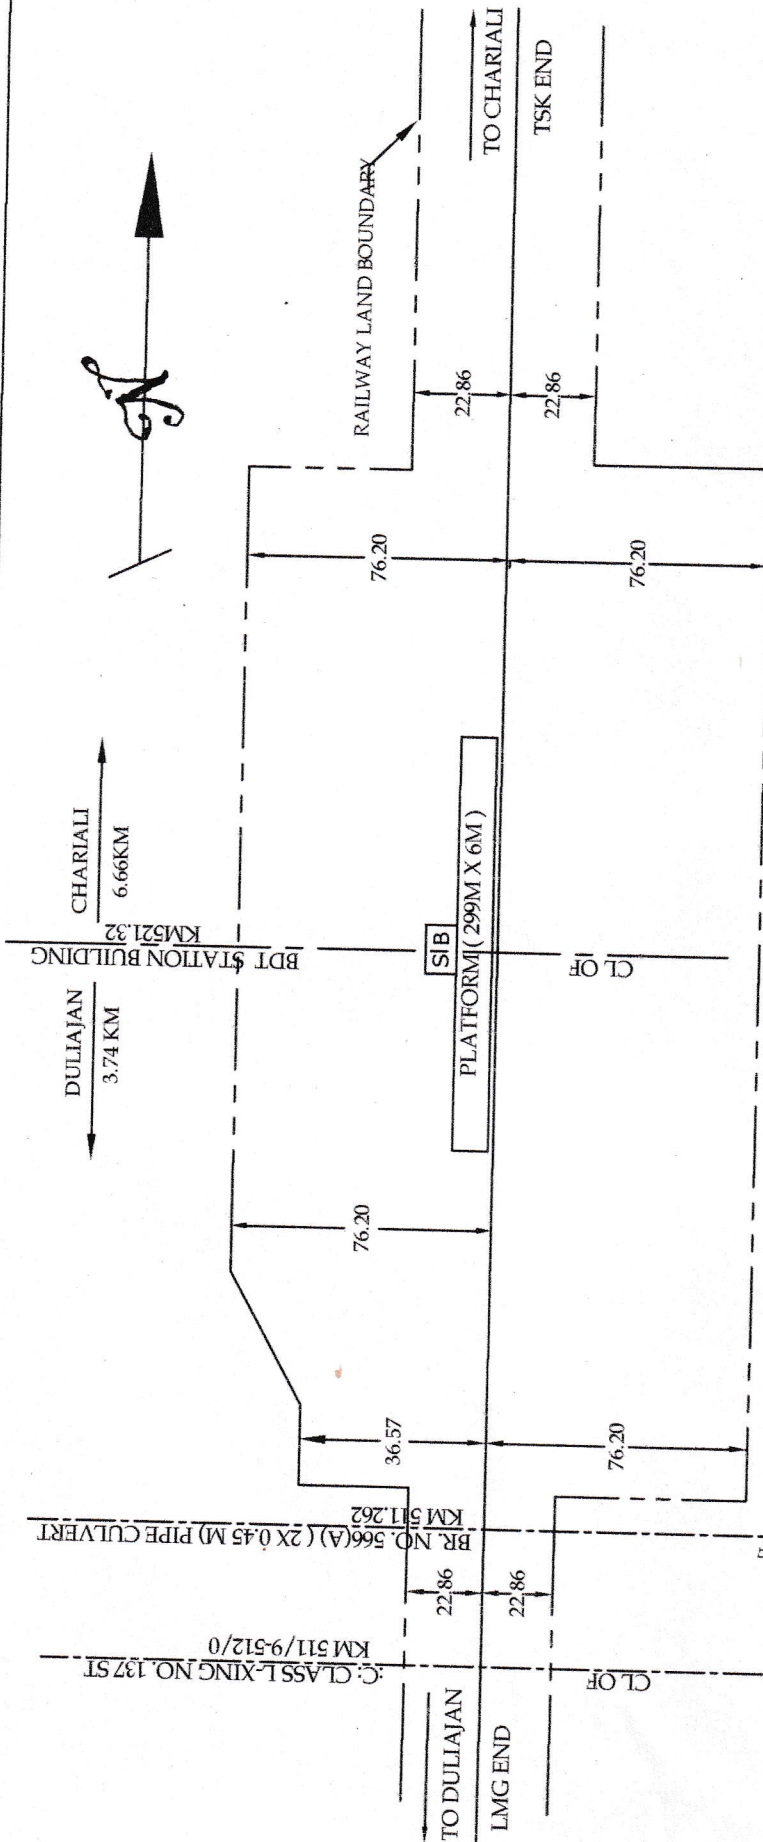 N
DULIAJAN
3.74 KM
CHARIALI
6.66KM
BDT STATION BUILDING
KM521.32
RAILWAY LAND BOUNDARY
TO CHARIALI
TSK END
22.86
22.86
76.20
76.20
SIB
PLATFORM ( 299M X 6M )
CL OF
76.20
36.57
76.20
BR. NO. 566(A) ( 2X 0.45 M) PIPE CULVERT
KM 511.262
22.86
22.86
:C: CLASS L-XING NO. 137 ST
KM 511/9-512/0
CL OF
TO DULIAJAN
LMG END